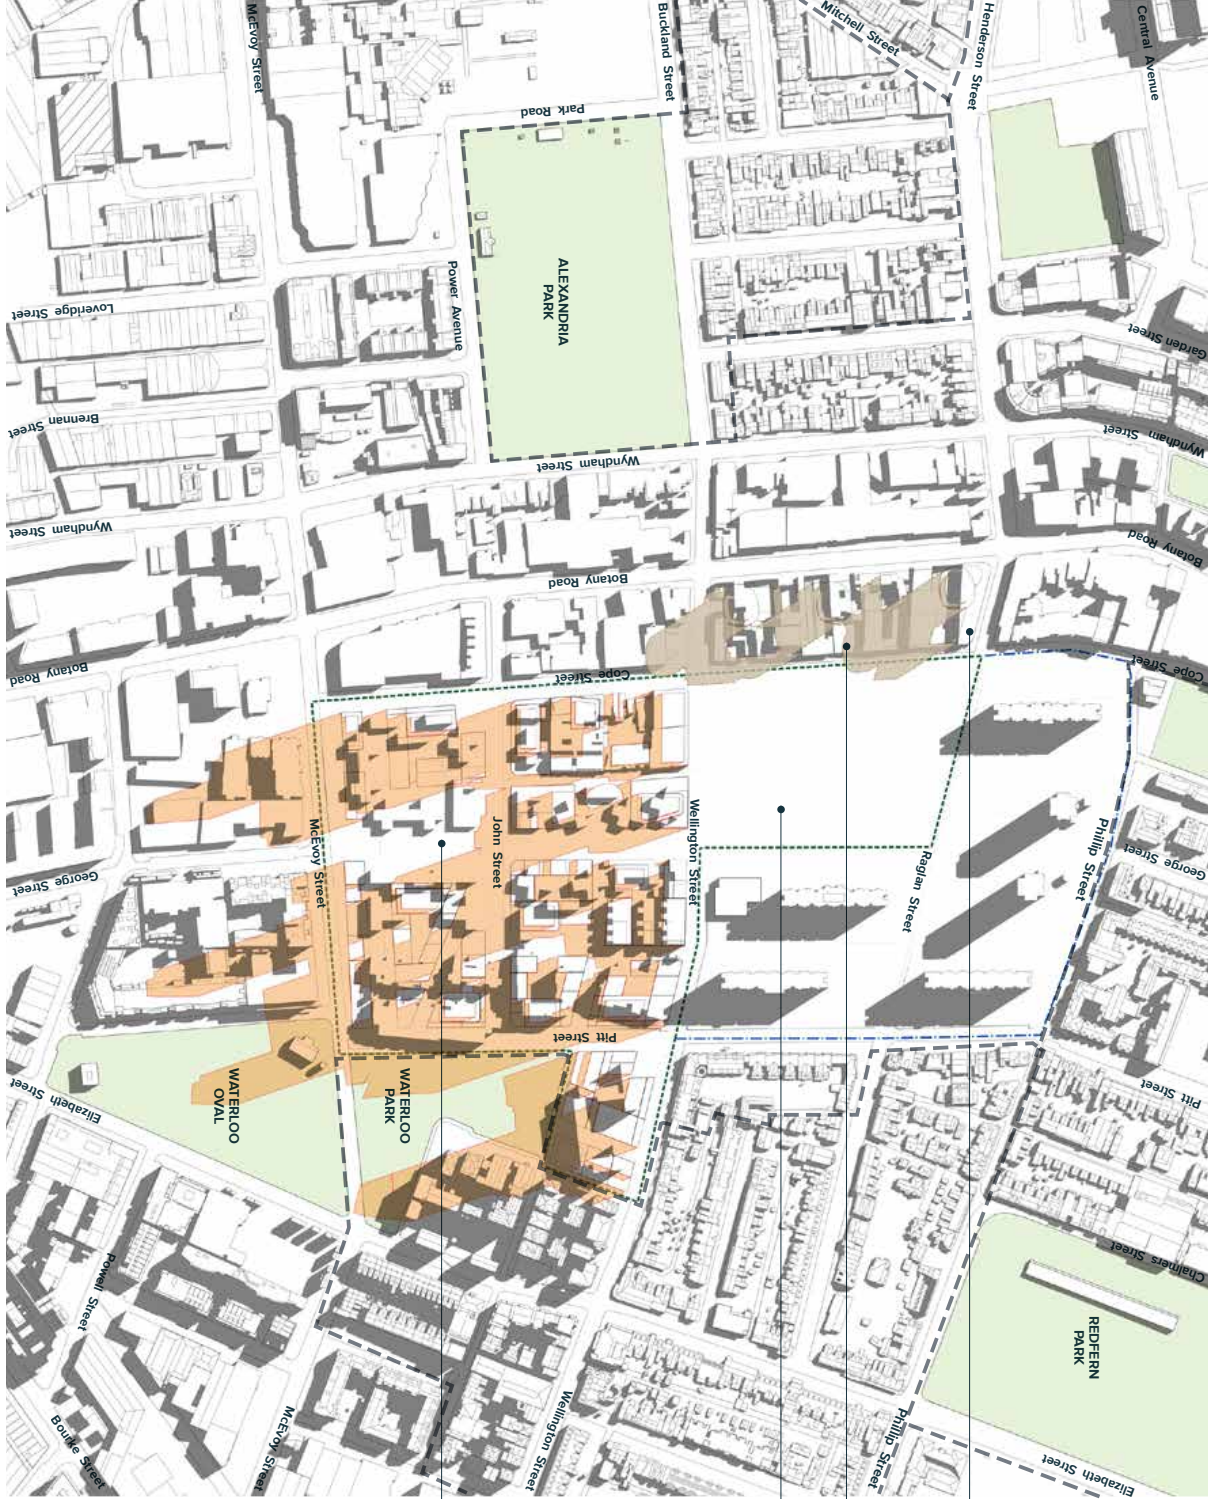 McEvoy Street
Buckland Street
Mitchell Street
Henderson Street
Central Avenue
Park Road
ALEXANDRIA
PARK
Power Avenue
Loveridge Street
Garden Street
Brennan Street
Wyndham Street
Wyndham Street
Wyndham Street
Botany Road
Botany Road
Botany Road
Cope Street
Cope Street
McEvoy Street
John Street
Wellington Street
Raglan Street
Phillip Street
George Street
George Street
Pitt Street
Pitt Street
WATERLOO
OVAL
WATERLOO
PARK
Elizabeth Street
Chalmers Street
REDFERN
PARK
Powell Street
Bourke Street
McEvoy Street
Wellington Street
Phillip Street
Elizabeth Street